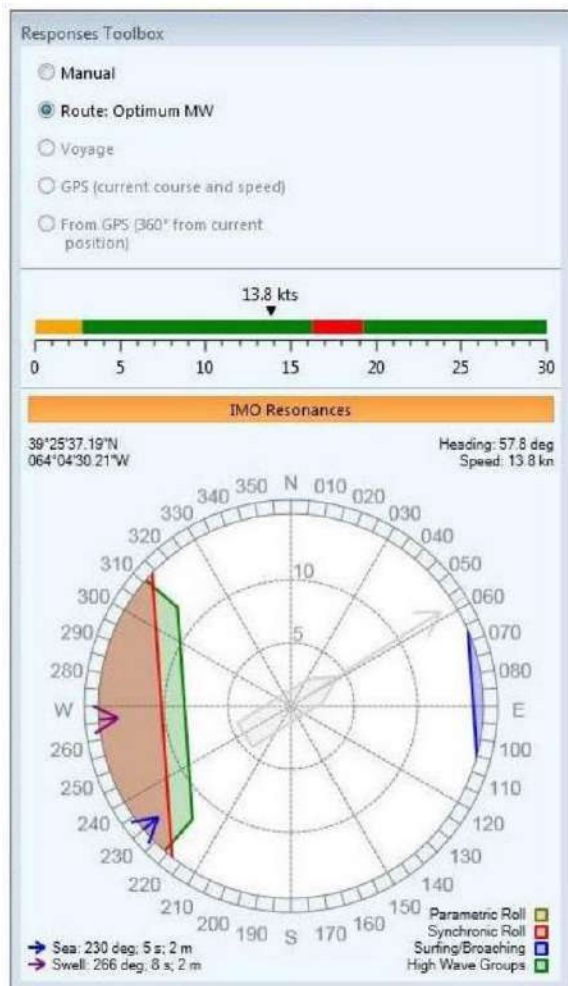 Responses Toolbox
Manual
Route: Optimum MW
Voyage
GPS (current course and speed)
From GPS (360° from current
position)
13.8 kts
0 5 10 15 20 25 30
IMO Resonances
39°25'37.19"N
064°04'30.21"W
Heading: 57.8 deg
Speed: 13.8 kn
N
010
020
030
040
050
060
070
080
E
100
110
120
130
140
150
160
170
S
190
200
210
220
230
240
250
260
W
280
290
300
310
320
330
340
350
10
5
Parametric Roll
Synchronic Roll
Surfing/Broaching
High Wave Groups
Sea: 230 deg; 5 s; 2 m
Swell: 266 deg; 8 s; 2 m